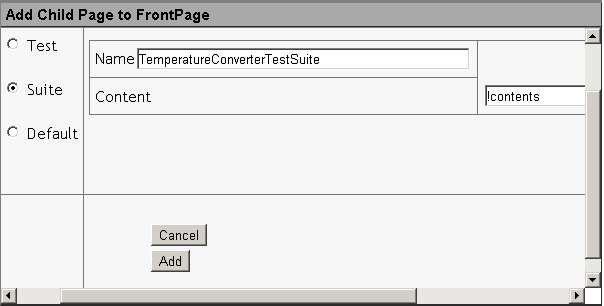 Add Child Page to FrontPage
Test
Name TemperatureConverterTestSuite
Suite
Content !contents
Default
Cancel
Add